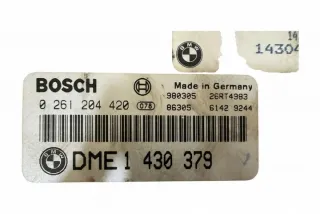 14
14304
BOSCH
Made in Germany
0 261 204 420
980305 26RT4983
86305 6142 9244
BMW
DME 1 430 379